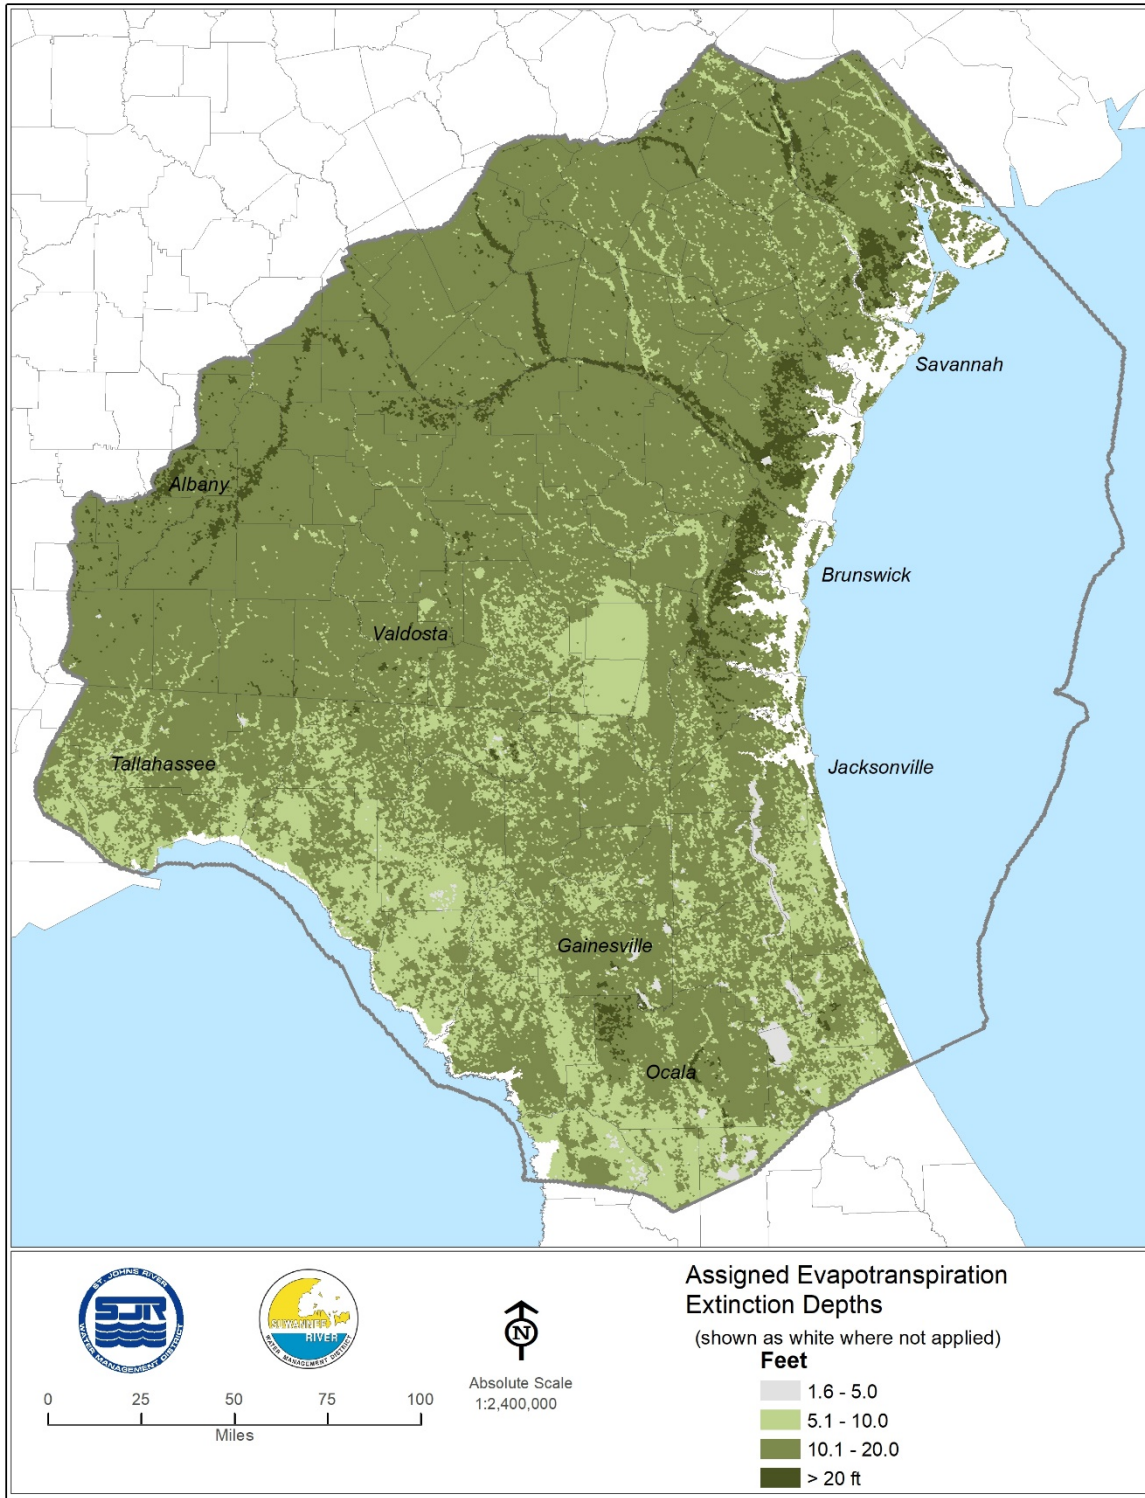 Savannah
Albany
Brunswick
Valdosta
Tallahassee
Jacksonville
Gainesville
Ocala
ST. JOHNS RIVER
SJR
WATER MANAGEMENT DISTRICT
SUWANNEE
RIVER
WATER MANAGEMENT DISTRICT
N
Absolute Scale
1:2,400,000
0 25 50 75 100
Miles
Assigned Evapotranspiration
Extinction Depths
(shown as white where not applied)
Feet
1.6 - 5.0
5.1 - 10.0
10.1 - 20.0
> 20 ft